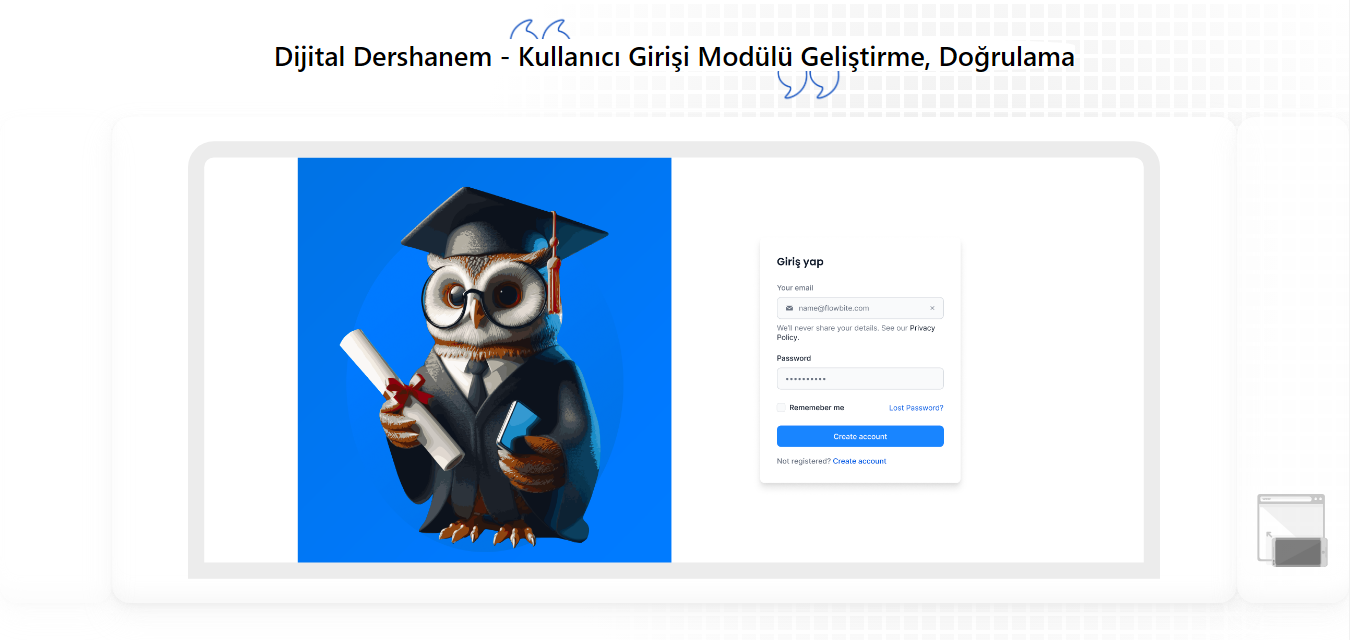 Dijital Dershanem - Kullanıcı Girişi Modülü Geliştirme, Doğrulama
Giriş yap
Your email
name@flowbite.com
We'll never share your details. See our Privacy
Policy.
Password
••••••••••
Rememeber me
Lost Password?
Create account
Not registered? Create account